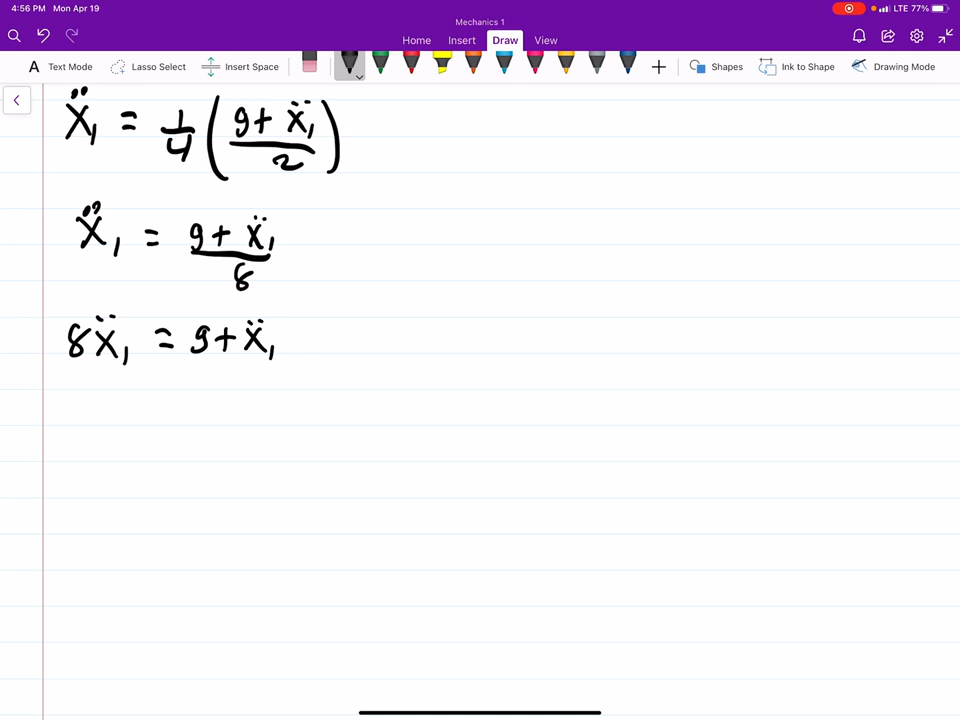 4:56 PM Mon Apr 19
LTE 77%
Mechanics 1
Home Insert Draw View
A Text Mode Lasso Select Insert Space Shapes Ink to Shape Drawing Mode
ẍ₁ = 1/4 ( (g + ẍ₁)/2 )
ẍ₁ = (g + ẍ₁)/8
8ẍ₁ = g + ẍ₁